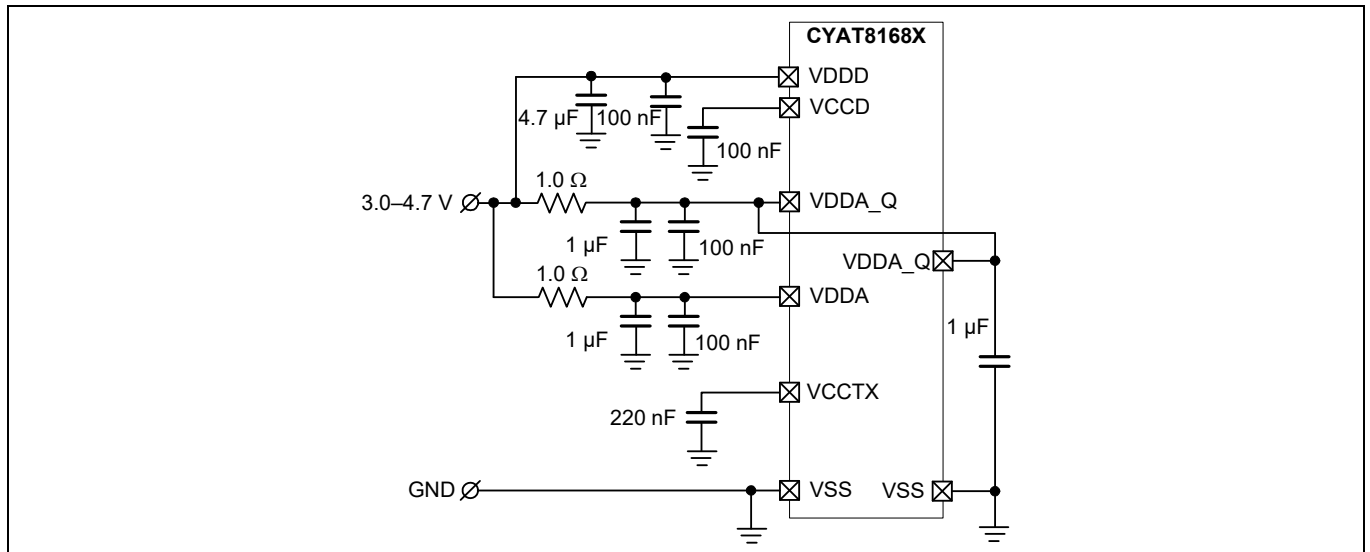 CYAT8168X
VDDD
4.7 µF 100 nF
VCCD
100 nF
1.0 Ω
3.0–4.7 V
VDDA_Q
1 µF
100 nF
VDDA_Q
1.0 Ω
VDDA
1 µF
100 nF
1 µF
VCCTX
220 nF
GND
VSS
VSS